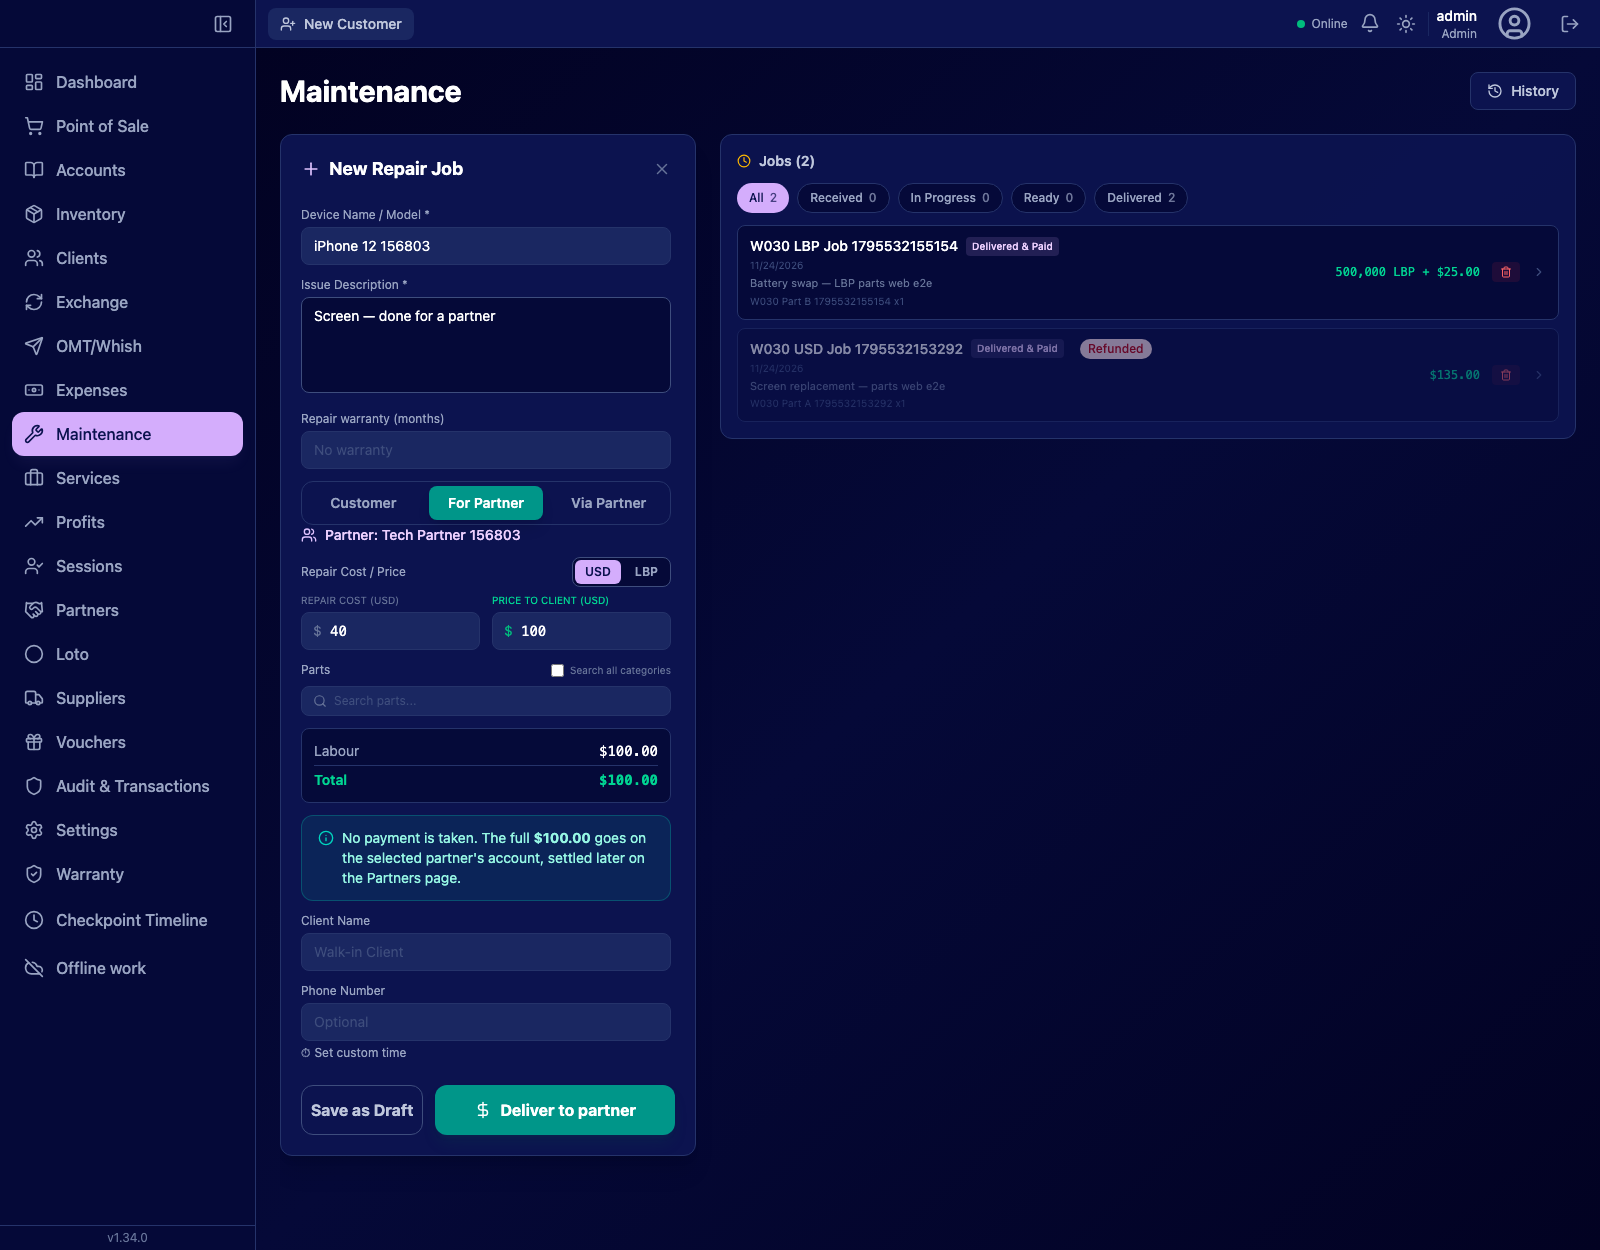 New Customer
Online
admin
Admin
Dashboard
Point of Sale
Accounts
Inventory
Clients
Exchange
OMT/Whish
Expenses
Maintenance
Services
Profits
Sessions
Partners
Loto
Suppliers
Vouchers
Audit & Transactions
Settings
Warranty
Checkpoint Timeline
Offline work
v1.34.0
Maintenance
History
New Repair Job
Device Name / Model *
iPhone 12 156803
Issue Description *
Screen — done for a partner
Repair warranty (months)
No warranty
Customer
For Partner
Via Partner
Partner: Tech Partner 156803
Repair Cost / Price
USD
LBP
REPAIR COST (USD)
PRICE TO CLIENT (USD)
$ 40
$ 100
Parts
Search all categories
Search parts...
Labour
$100.00
Total
$100.00
No payment is taken. The full $100.00 goes on
the selected partner's account, settled later on
the Partners page.
Client Name
Walk-in Client
Phone Number
Optional
Set custom time
Save as Draft
Deliver to partner
Jobs (2)
All 2
Received 0
In Progress 0
Ready 0
Delivered 2
W030 LBP Job 1795532155154
Delivered & Paid
11/24/2026
Battery swap — LBP parts web e2e
W030 Part B 1795532155154 x1
500,000 LBP + $25.00
W030 USD Job 1795532153292
Delivered & Paid
Refunded
11/24/2026
Screen replacement — parts web e2e
W030 Part A 1795532153292 x1
$135.00